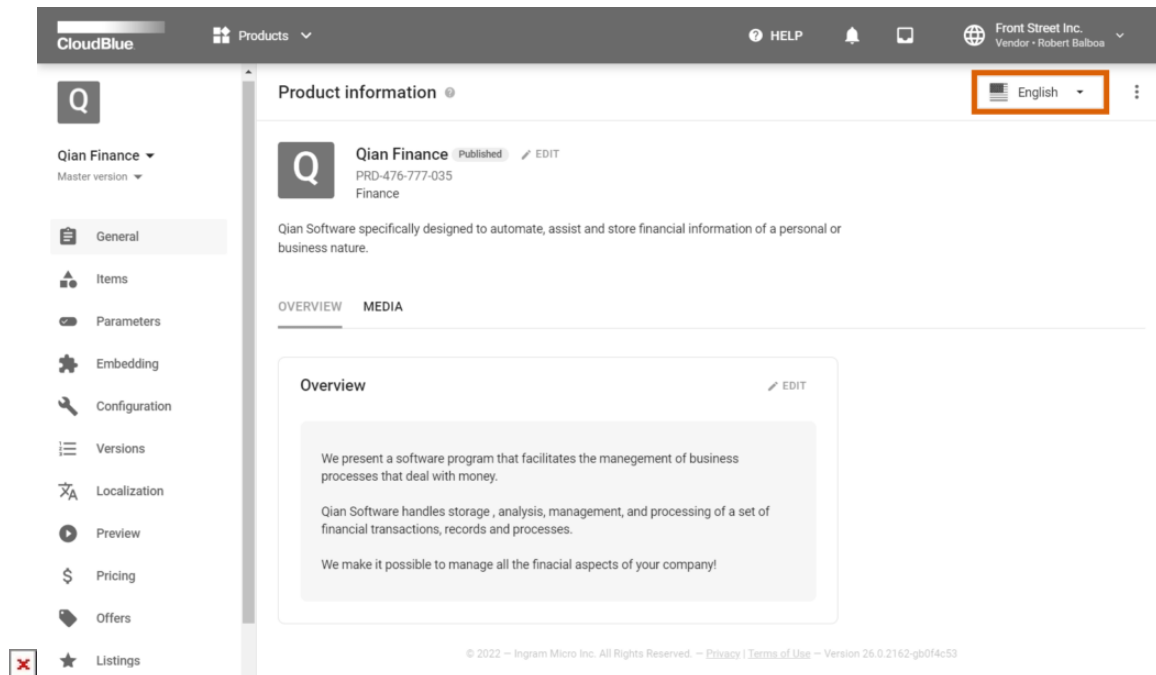 CloudBlue
Products
HELP
Front Street Inc.
Vendor • Robert Balboa
Q
Qian Finance
Master version
General
Items
Parameters
Embedding
Configuration
Versions
Localization
Preview
Pricing
Offers
Listings
Product information
English
Q
Qian Finance Published EDIT
PRD-476-777-035
Finance
Qian Software specifically designed to automate, assist and store financial information of a personal or
business nature.
OVERVIEW MEDIA
Overview
EDIT
We present a software program that facilitates the manegement of business
processes that deal with money.
Qian Software handles storage , analysis, management, and processing of a set of
financial transactions, records and processes.
We make it possible to manage all the finacial aspects of your company!
© 2022 – Ingram Micro Inc. All Rights Reserved. – Privacy | Terms of Use – Version 26.0.2162-gb0f4c53